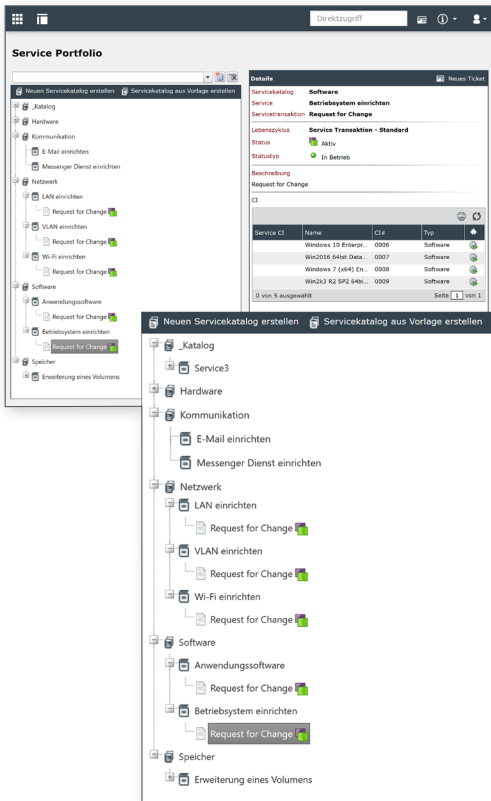 Direktzugriff
Service Portfolio
Neuen Servicekatalog erstellen Servicekatalog aus Vorlage erstellen
_Katalog
Hardware
Kommunikation
E-Mail einrichten
Messenger Dienst einrichten
Netzwerk
LAN einrichten
Request for Change
VLAN einrichten
Request for Change
Wi-Fi einrichten
Request for Change
Software
Anwendungssoftware
Request for Change
Betriebsystem einrichten
Request for Change
Speicher
Erweiterung eines Volumens
Details Neues Ticket
Servicekatalog Software
Service Betriebsystem einrichten
Servicetransaktion Request for Change
Lebenszyklus Service Transaktion - Standard
Status Aktiv
Statustyp In Betrieb
Beschreibung
Request for Change
CI
Service CI Name CI# Typ
Windows 10 Enterpr... 0006 Software
Win2016 64bit Data... 0007 Software
Windows 7 (x64) En... 0008 Software
Win2k3 R2 SP2 64bi... 0009 Software
0 von 5 ausgewählt Seite 1 von 1
Neuen Servicekatalog erstellen Servicekatalog aus Vorlage erstellen
_Katalog
Service3
Hardware
Kommunikation
E-Mail einrichten
Messenger Dienst einrichten
Netzwerk
LAN einrichten
Request for Change
VLAN einrichten
Request for Change
Wi-Fi einrichten
Request for Change
Software
Anwendungssoftware
Request for Change
Betriebsystem einrichten
Request for Change
Speicher
Erweiterung eines Volumens